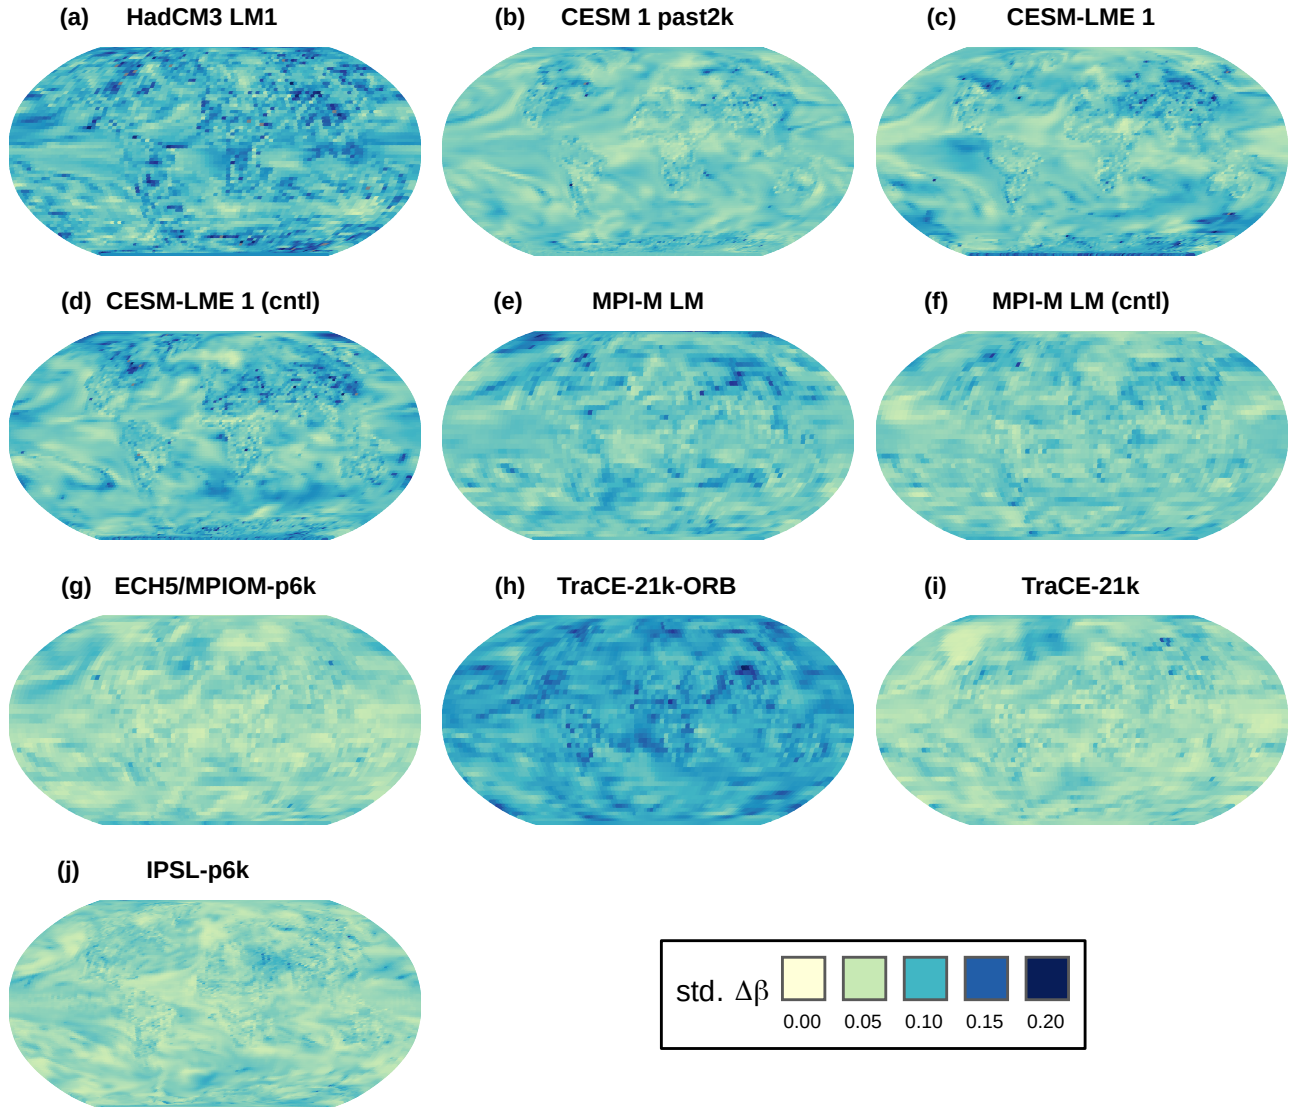 (a) HadCM3 LM1
(b) CESM 1 past2k
(c) CESM-LME 1
(d) CESM-LME 1 (cntl)
(e) MPI-M LM
(f) MPI-M LM (cntl)
(g) ECH5/MPIOM-p6k
(h) TraCE-21k-ORB
(i) TraCE-21k
(j) IPSL-p6k
std. Δβ
0.00 0.05 0.10 0.15 0.20